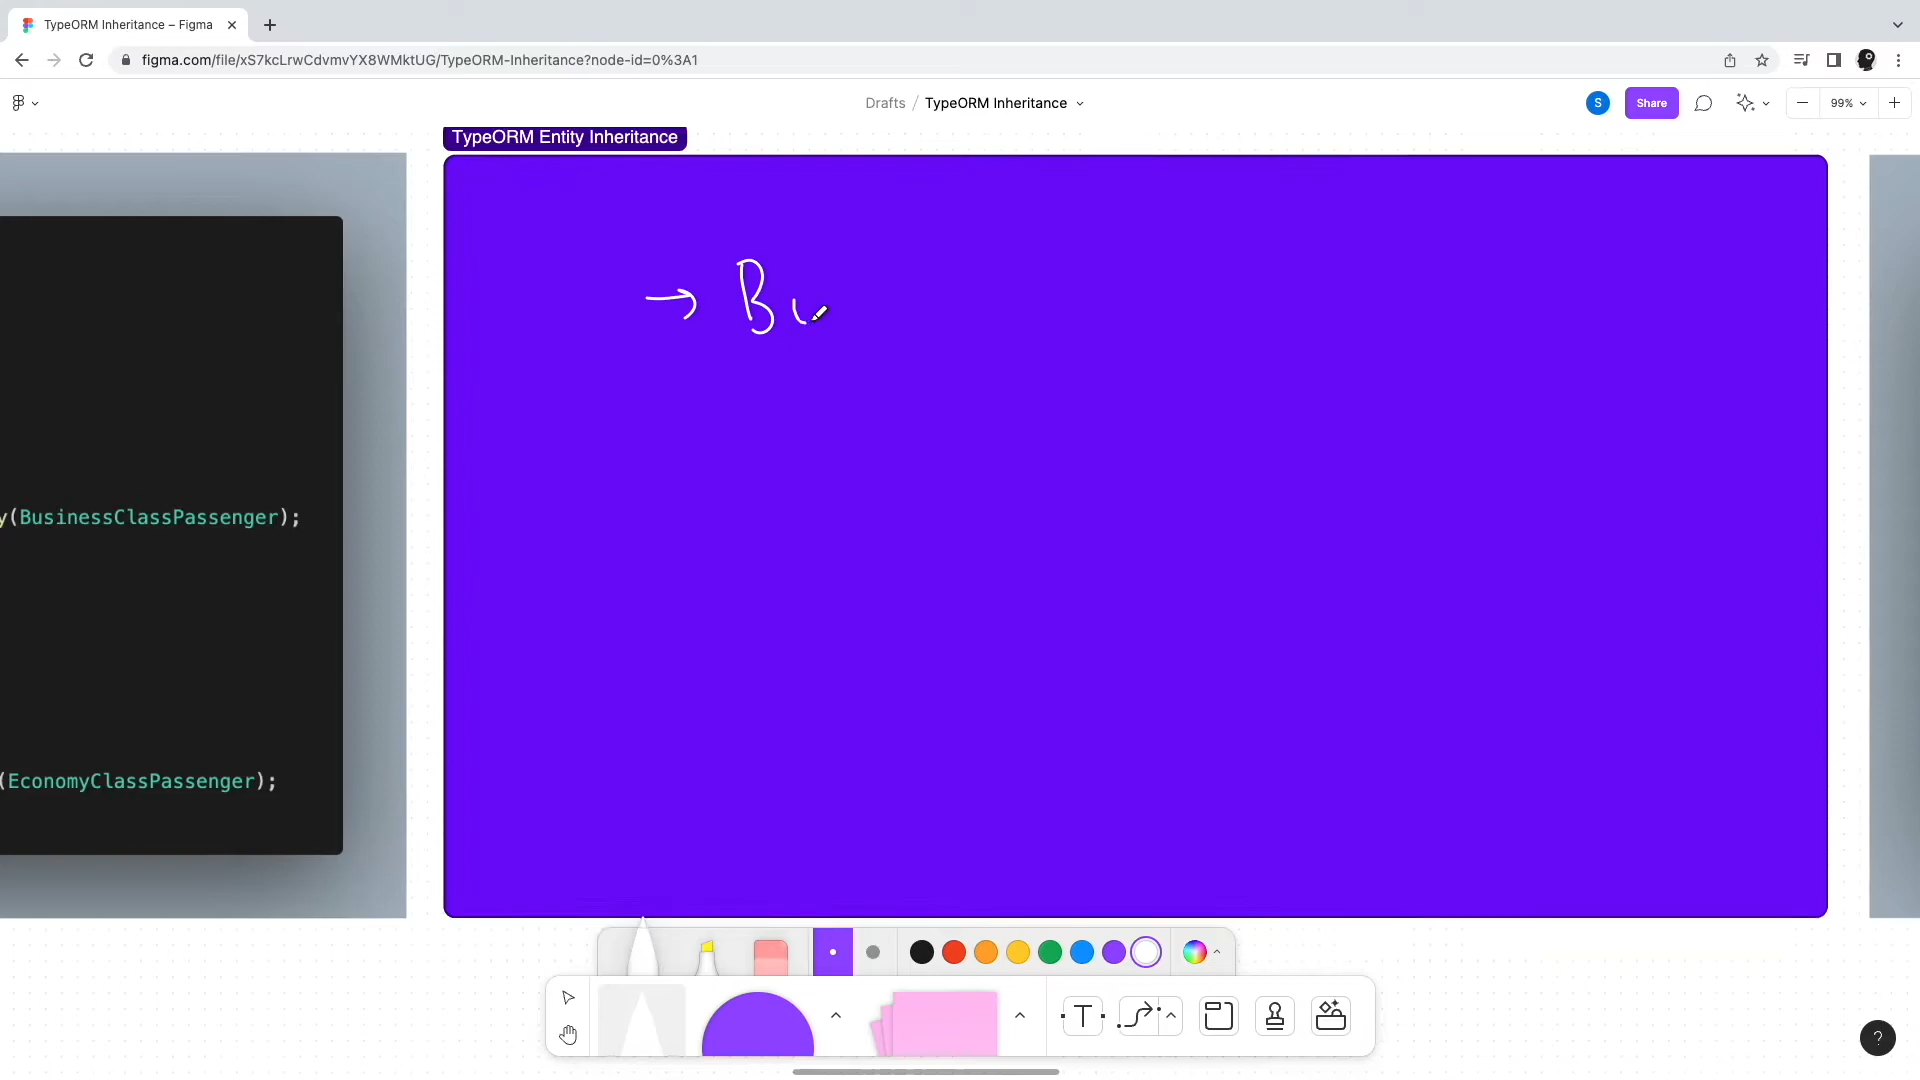 TypeORM Inheritance – Figma
figma.com/file/xS7kcLrwCdvmvYX8WMktUG/TypeORM-Inheritance?node-id=0%3A1
Drafts / TypeORM Inheritance
S
Share
99%
TypeORM Entity Inheritance
→ Bu
y(BusinessClassPassenger);
(EconomyClassPassenger);
T
?